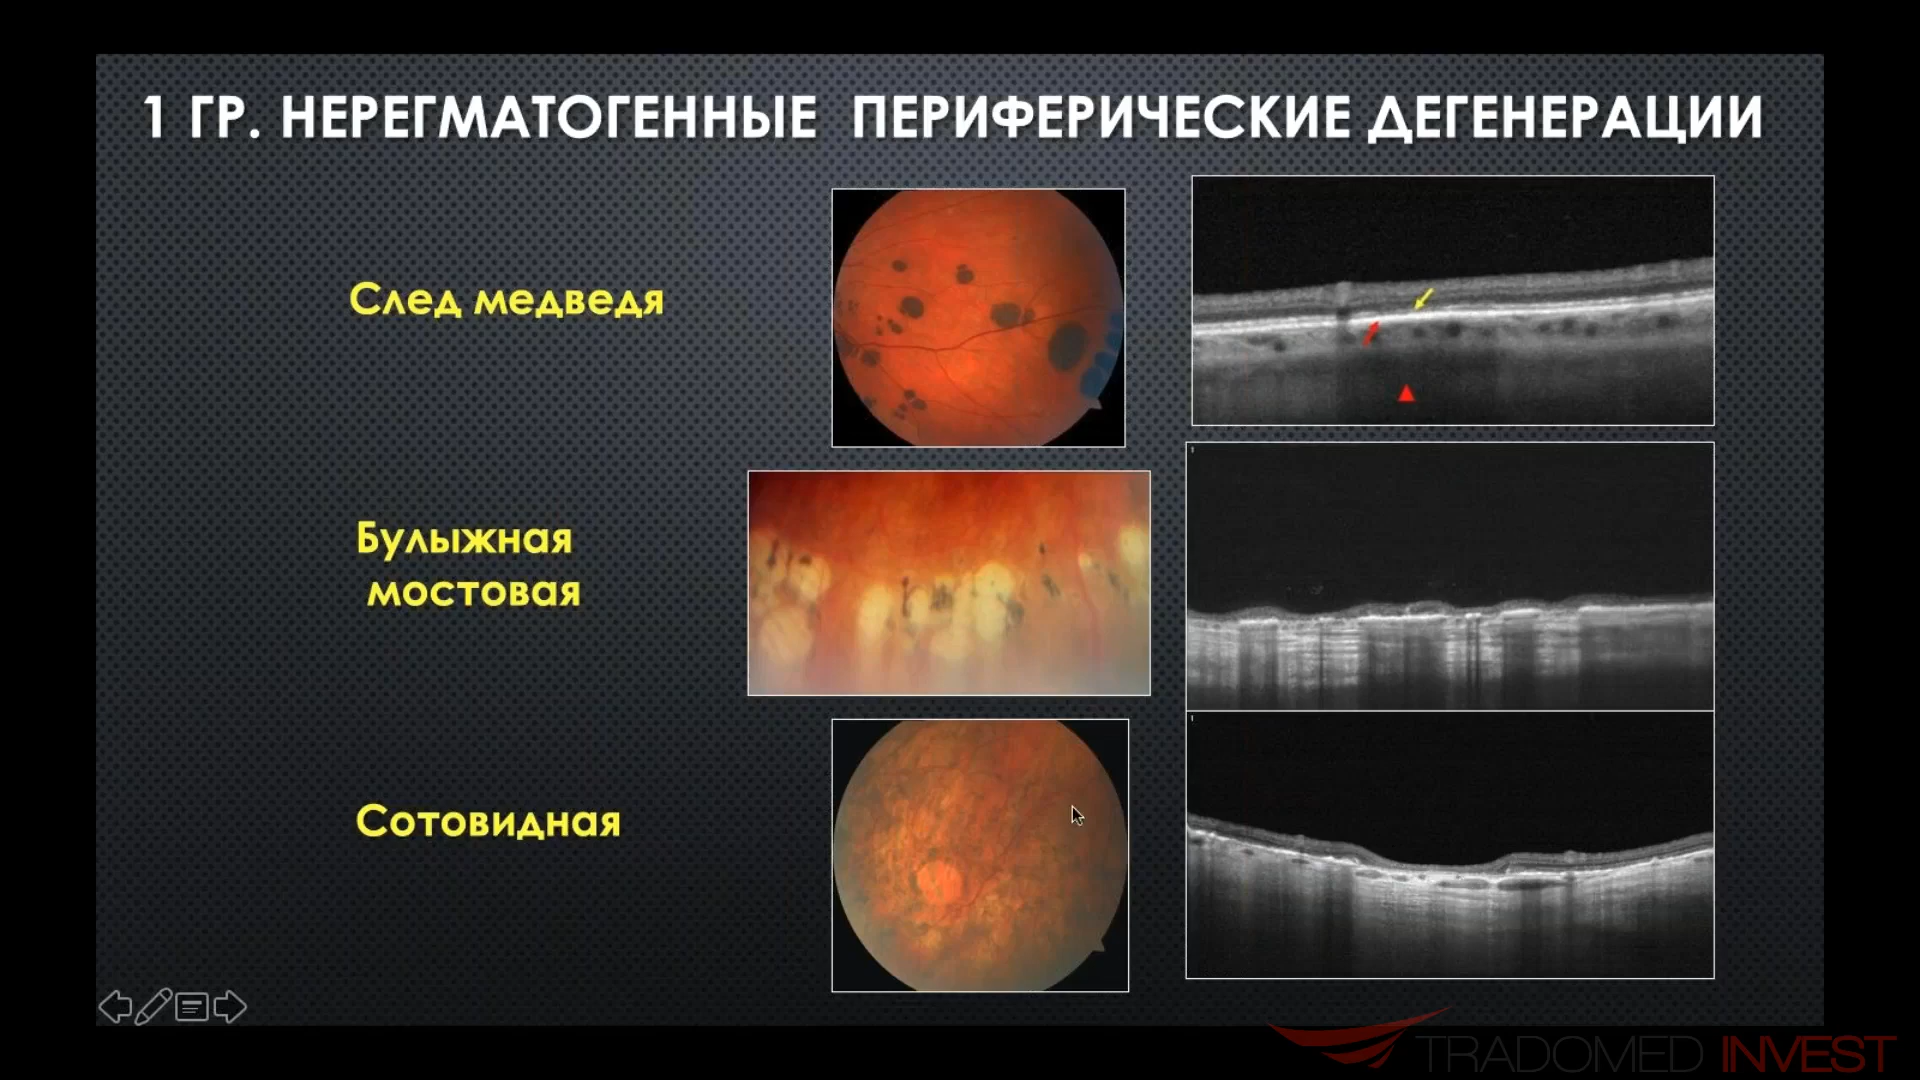 1 ГР. НЕРЕГМАТОГЕННЫЕ ПЕРИФЕРИЧЕСКИЕ ДЕГЕНЕРАЦИИ
След медведя
Булыжная
мостовая
Сотовидная
TRADOMED INVEST